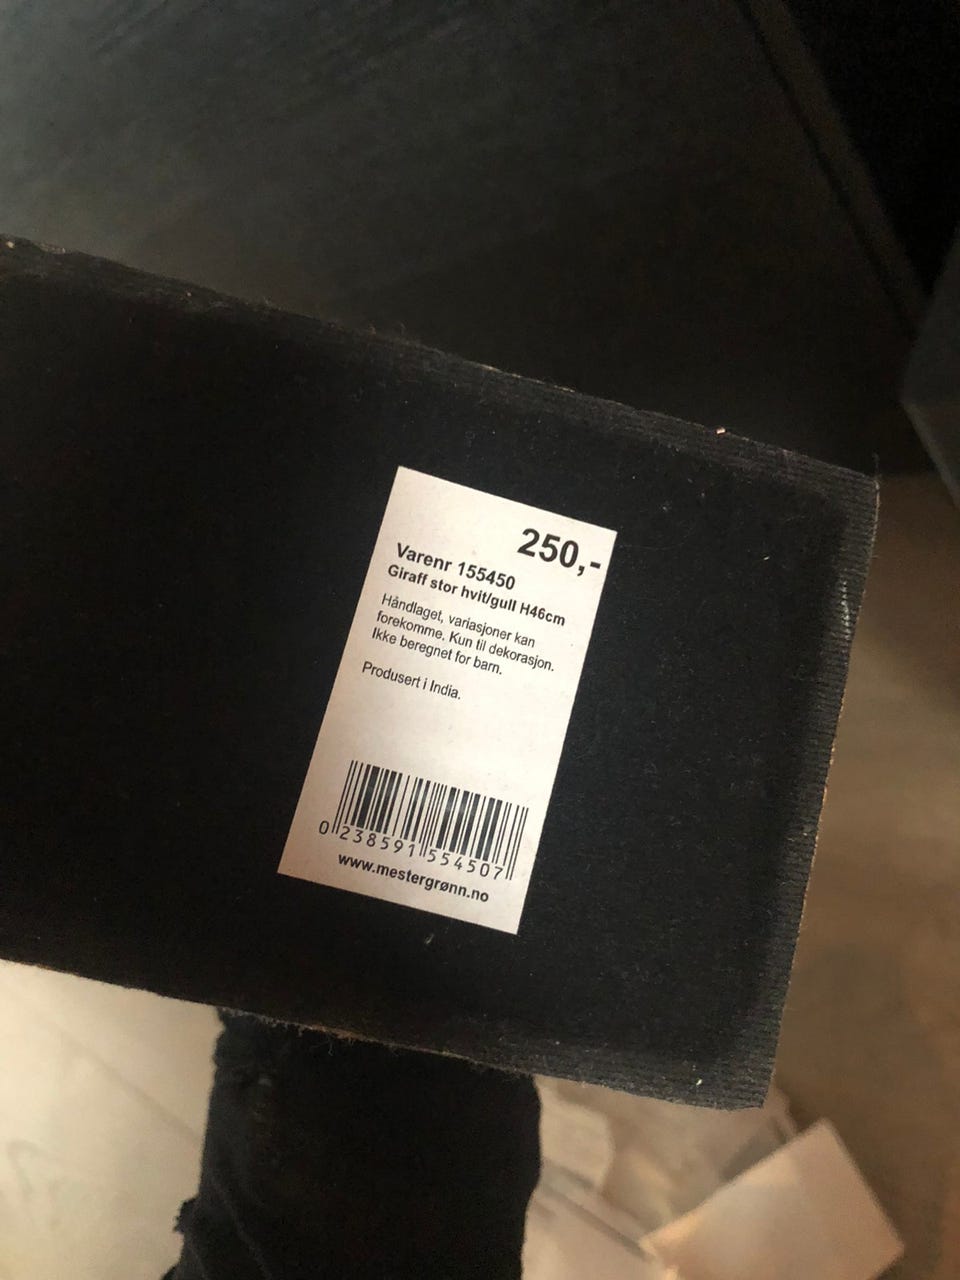 250,-
Varenr 155450
Giraff stor hvit/gull H46cm
Håndlaget, variasjoner kan
forekomme. Kun til dekorasjon.
Ikke beregnet for barn.
Produsert i India.
0 238591 554507
www.mestergrønn.no